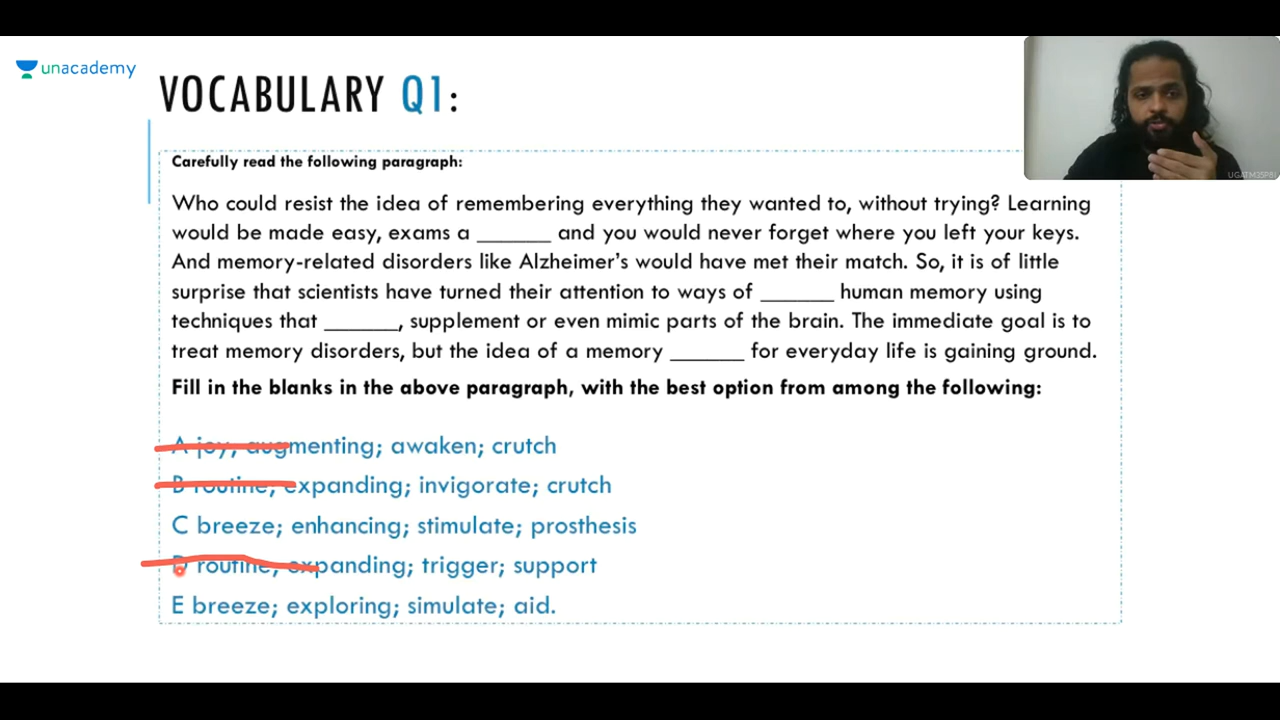 unacademy
VOCABULARY Q1:
Carefully read the following paragraph:
Who could resist the idea of remembering everything they wanted to, without trying? Learning
would be made easy, exams a _______ and you would never forget where you left your keys.
And memory-related disorders like Alzheimer's would have met their match. So, it is of little
surprise that scientists have turned their attention to ways of _______ human memory using
techniques that _______, supplement or even mimic parts of the brain. The immediate goal is to
treat memory disorders, but the idea of a memory _______ for everyday life is gaining ground.
Fill in the blanks in the above paragraph, with the best option from among the following:
A joy; augmenting; awaken; crutch
B routine; expanding; invigorate; crutch
C breeze; enhancing; stimulate; prosthesis
D routine; expanding; trigger; support
E breeze; exploring; simulate; aid.